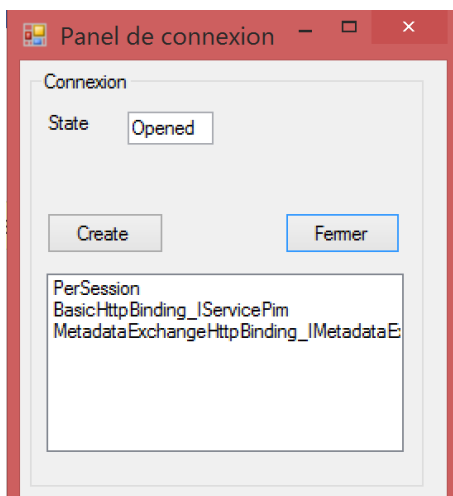 Panel de connexion
Connexion
State Opened
Create Fermer
PerSession
BasicHttpBinding_IServicePim
MetadataExchangeHttpBinding_IMetadataE